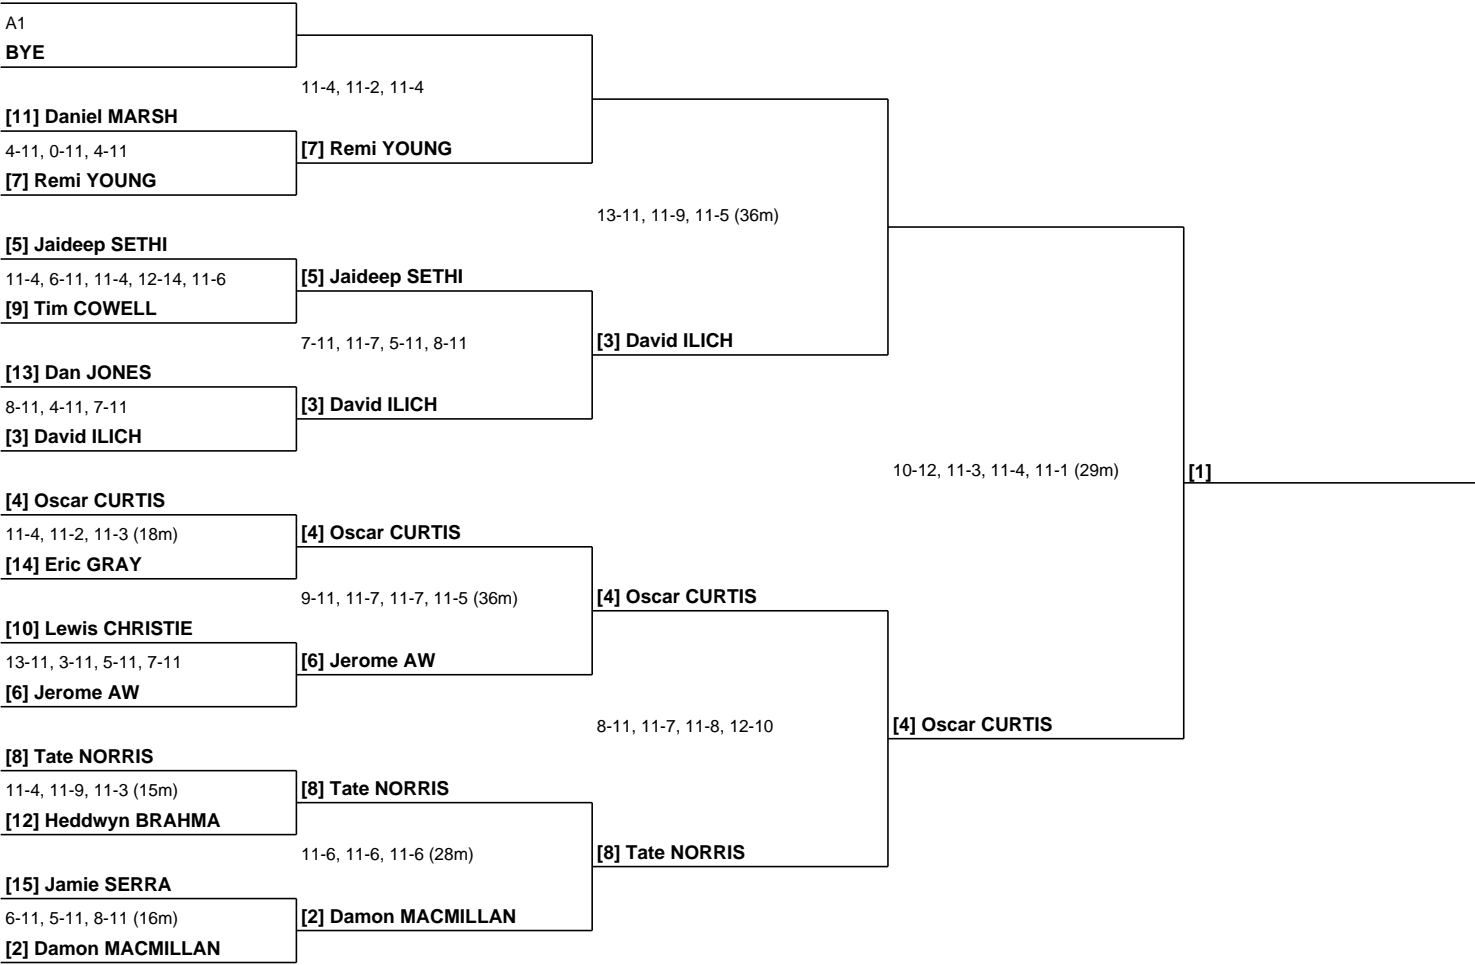 A1
BYE
[11] Daniel MARSH
4-11, 0-11, 4-11
[7] Remi YOUNG
[5] Jaideep SETHI
11-4, 6-11, 11-4, 12-14, 11-6
[9] Tim COWELL
[13] Dan JONES
8-11, 4-11, 7-11
[3] David ILICH
[4] Oscar CURTIS
11-4, 11-2, 11-3 (18m)
[14] Eric GRAY
[10] Lewis CHRISTIE
13-11, 3-11, 5-11, 7-11
[6] Jerome AW
[8] Tate NORRIS
11-4, 11-9, 11-3 (15m)
[12] Heddwyn BRAHMA
[15] Jamie SERRA
6-11, 5-11, 8-11 (16m)
[2] Damon MACMILLAN
11-4, 11-2, 11-4
[7] Remi YOUNG
[5] Jaideep SETHI
7-11, 11-7, 5-11, 8-11
[3] David ILICH
[4] Oscar CURTIS
9-11, 11-7, 11-7, 11-5 (36m)
[6] Jerome AW
[8] Tate NORRIS
11-6, 11-6, 11-6 (28m)
[2] Damon MACMILLAN
13-11, 11-9, 11-5 (36m)
[3] David ILICH
[4] Oscar CURTIS
8-11, 11-7, 11-8, 12-10
[8] Tate NORRIS
10-12, 11-3, 11-4, 11-1 (29m)
[4] Oscar CURTIS
[1]